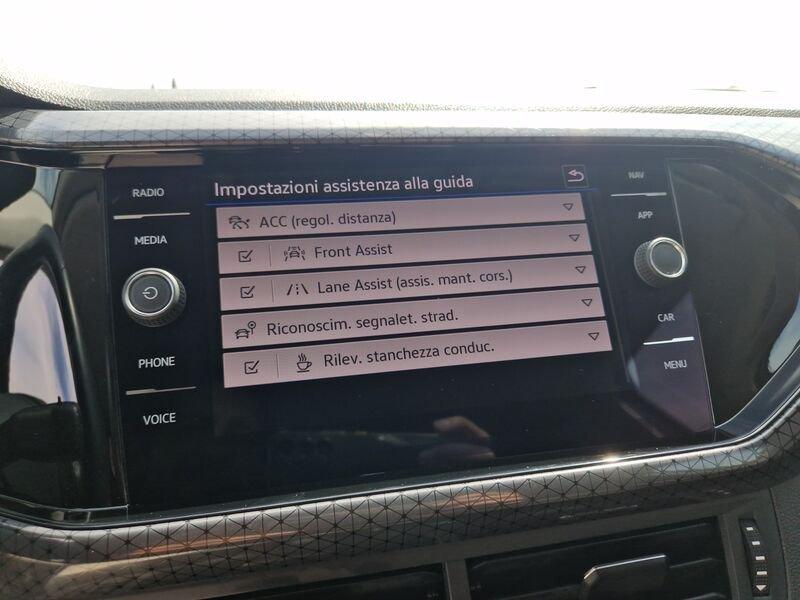 RADIO
MEDIA
PHONE
VOICE
Impostazioni assistenza alla guida
ACC (regol. distanza)
Front Assist
Lane Assist (assis. mant. cors.)
Riconoscim. segnalet. strad.
Rilev. stanchezza conduc.
NAV
APP
CAR
MENU